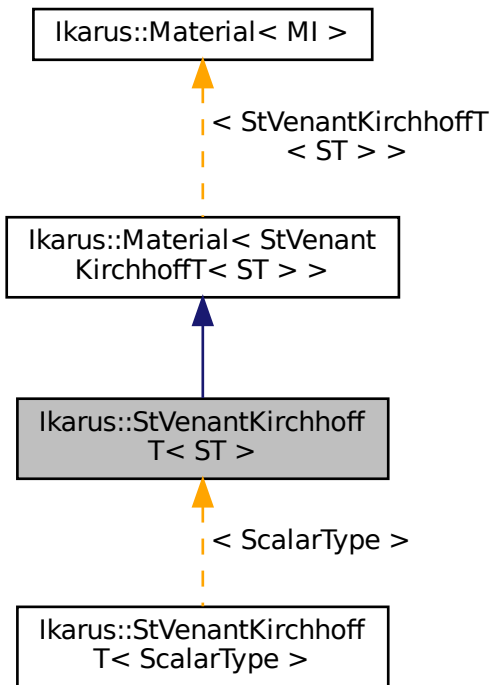 Ikarus::Material< MI >
< StVenantKirchhoffT
< ST > >
Ikarus::Material< StVenant
KirchhoffT< ST > >
Ikarus::StVenantKirchhoff
T< ST >
< ScalarType >
Ikarus::StVenantKirchhoff
T< ScalarType >